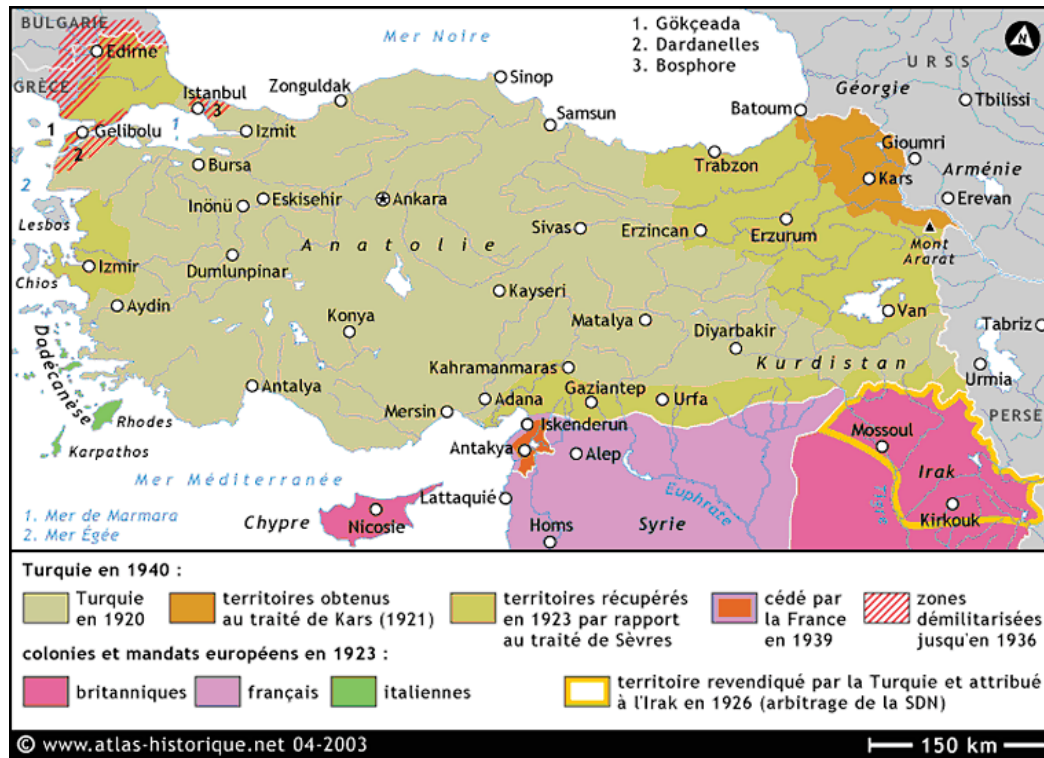 BULGARIE
Edirne
GRÈCE
Mer Noire
1. Gökçeada
2. Dardanelles
3. Bosphore
N
URSS
Géorgie
Tbilissi
Istanbul
3
Zonguldak
Sinop
Samsun
Batoum
1
Gelibolu
1
Izmit
2
Bursa
Trabzon
Gioumri
Kars
Arménie
Erevan
2
Inönü
Eskisehir
Ankara
Lesbos
Anatolie
Sivas
Erzincan
Erzurum
Mont
Ararat
Izmir
Dumlunpinar
Chios
Aydin
Kayseri
Van
Konya
Matalya
Diyarbakir
Tabriz
Dodécanèse
Kahramanmaras
Kurdistan
Urmia
Antalya
Adana
Gaziantep
Urfa
PERSE
Mersin
Rhodes
Iskenderun
Karpathos
Antakya
Alep
Mossoul
Irak
Mer Méditerranée
Lattaquié
Euphrate
Tigre
1. Mer de Marmara
2. Mer Égée
Chypre
Nicosie
Homs
Syrie
Kirkouk
Turquie en 1940 :
Turquie
en 1920
territoires obtenus
au traité de Kars (1921)
territoires récupérés
en 1923 par rapport
au traité de Sèvres
cédé par
la France
en 1939
zones
démilitarisées
jusqu'en 1936
colonies et mandats européens en 1923 :
britanniques
français
italiennes
territoire revendiqué par la Turquie et attribué
à l'Irak en 1926 (arbitrage de la SDN)
© www.atlas-historique.net 04-2003
150 km